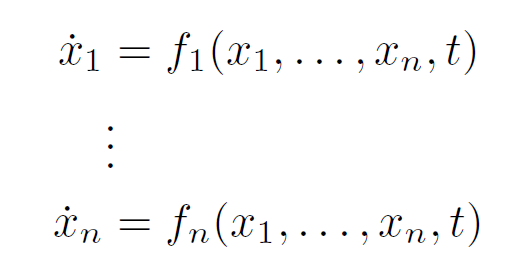 ẋ₁ = f₁(x₁, . . . , xₙ, t)
⋮
ẋₙ = fₙ(x₁, . . . , xₙ, t)